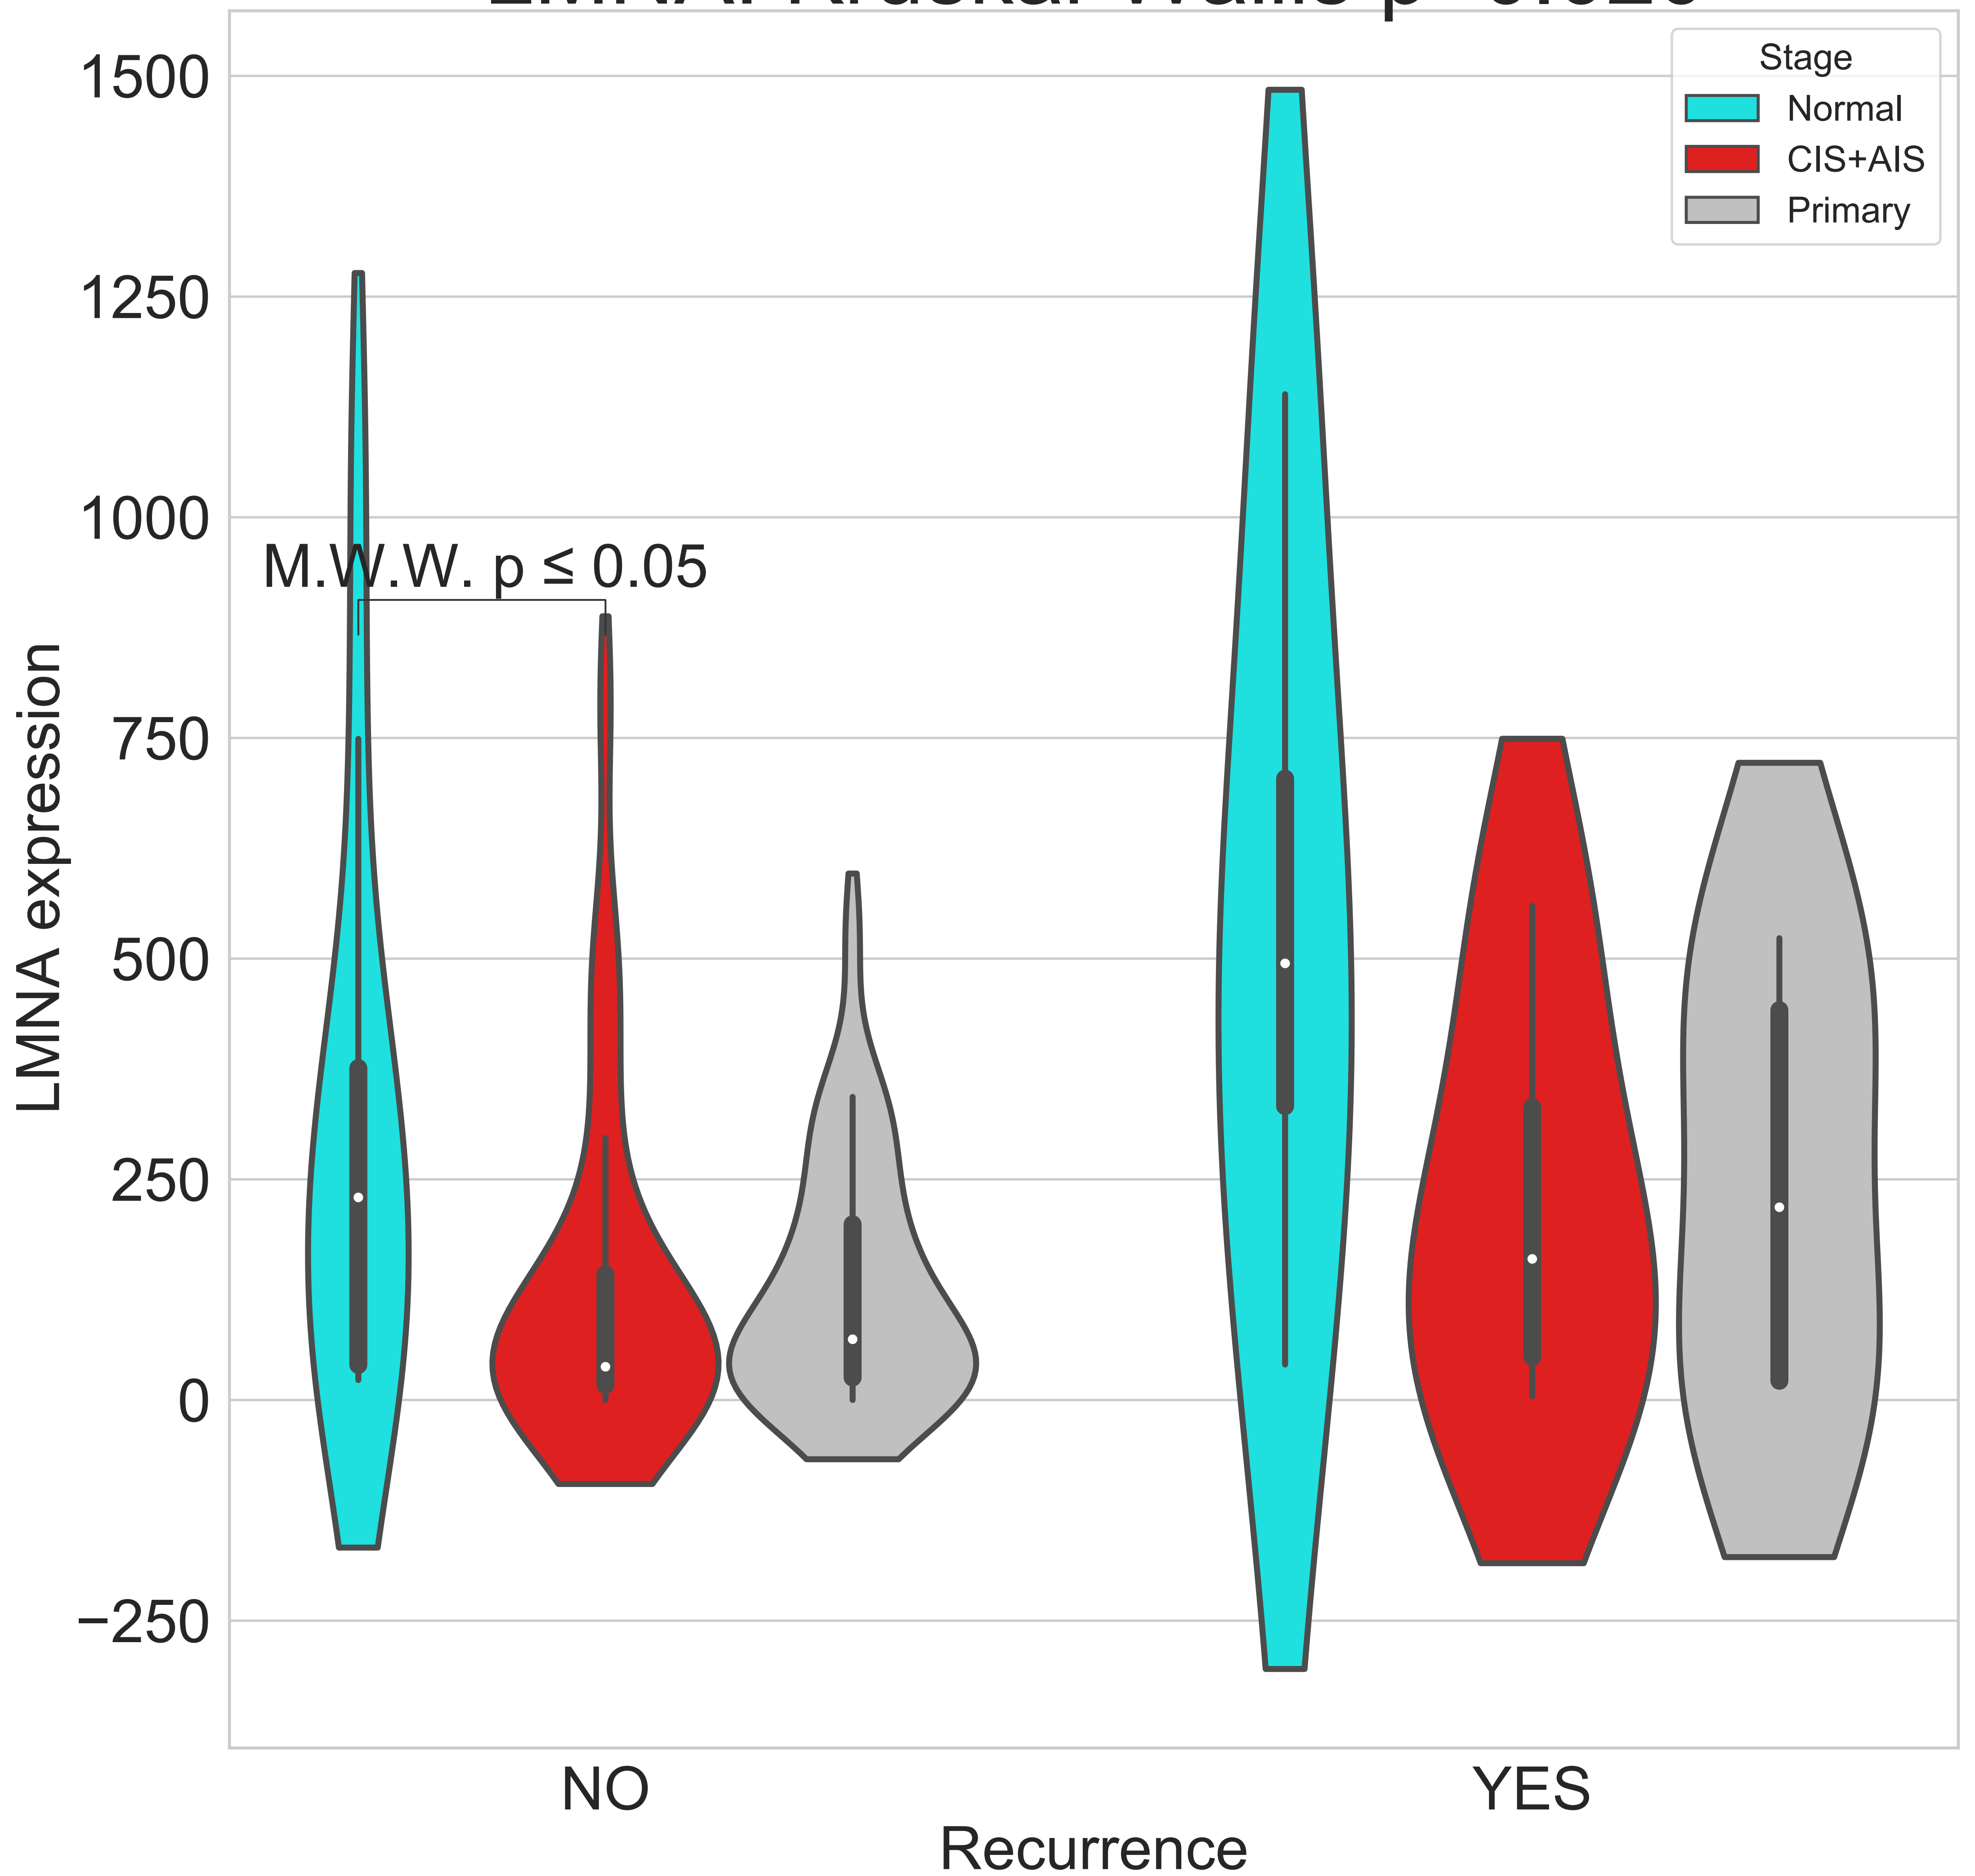 1500
1250
1000
750
500
250
0
−250
LMNA expression
Stage
Normal
CIS+AIS
Primary
M.W.W. p ≤ 0.05
NO
YES
Recurrence